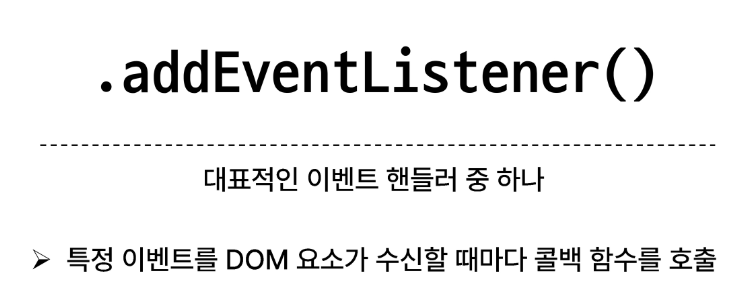 .addEventListener()
대표적인 이벤트 핸들러 중 하나
➢ 특정 이벤트를 DOM 요소가 수신할 때마다 콜백 함수를 호출